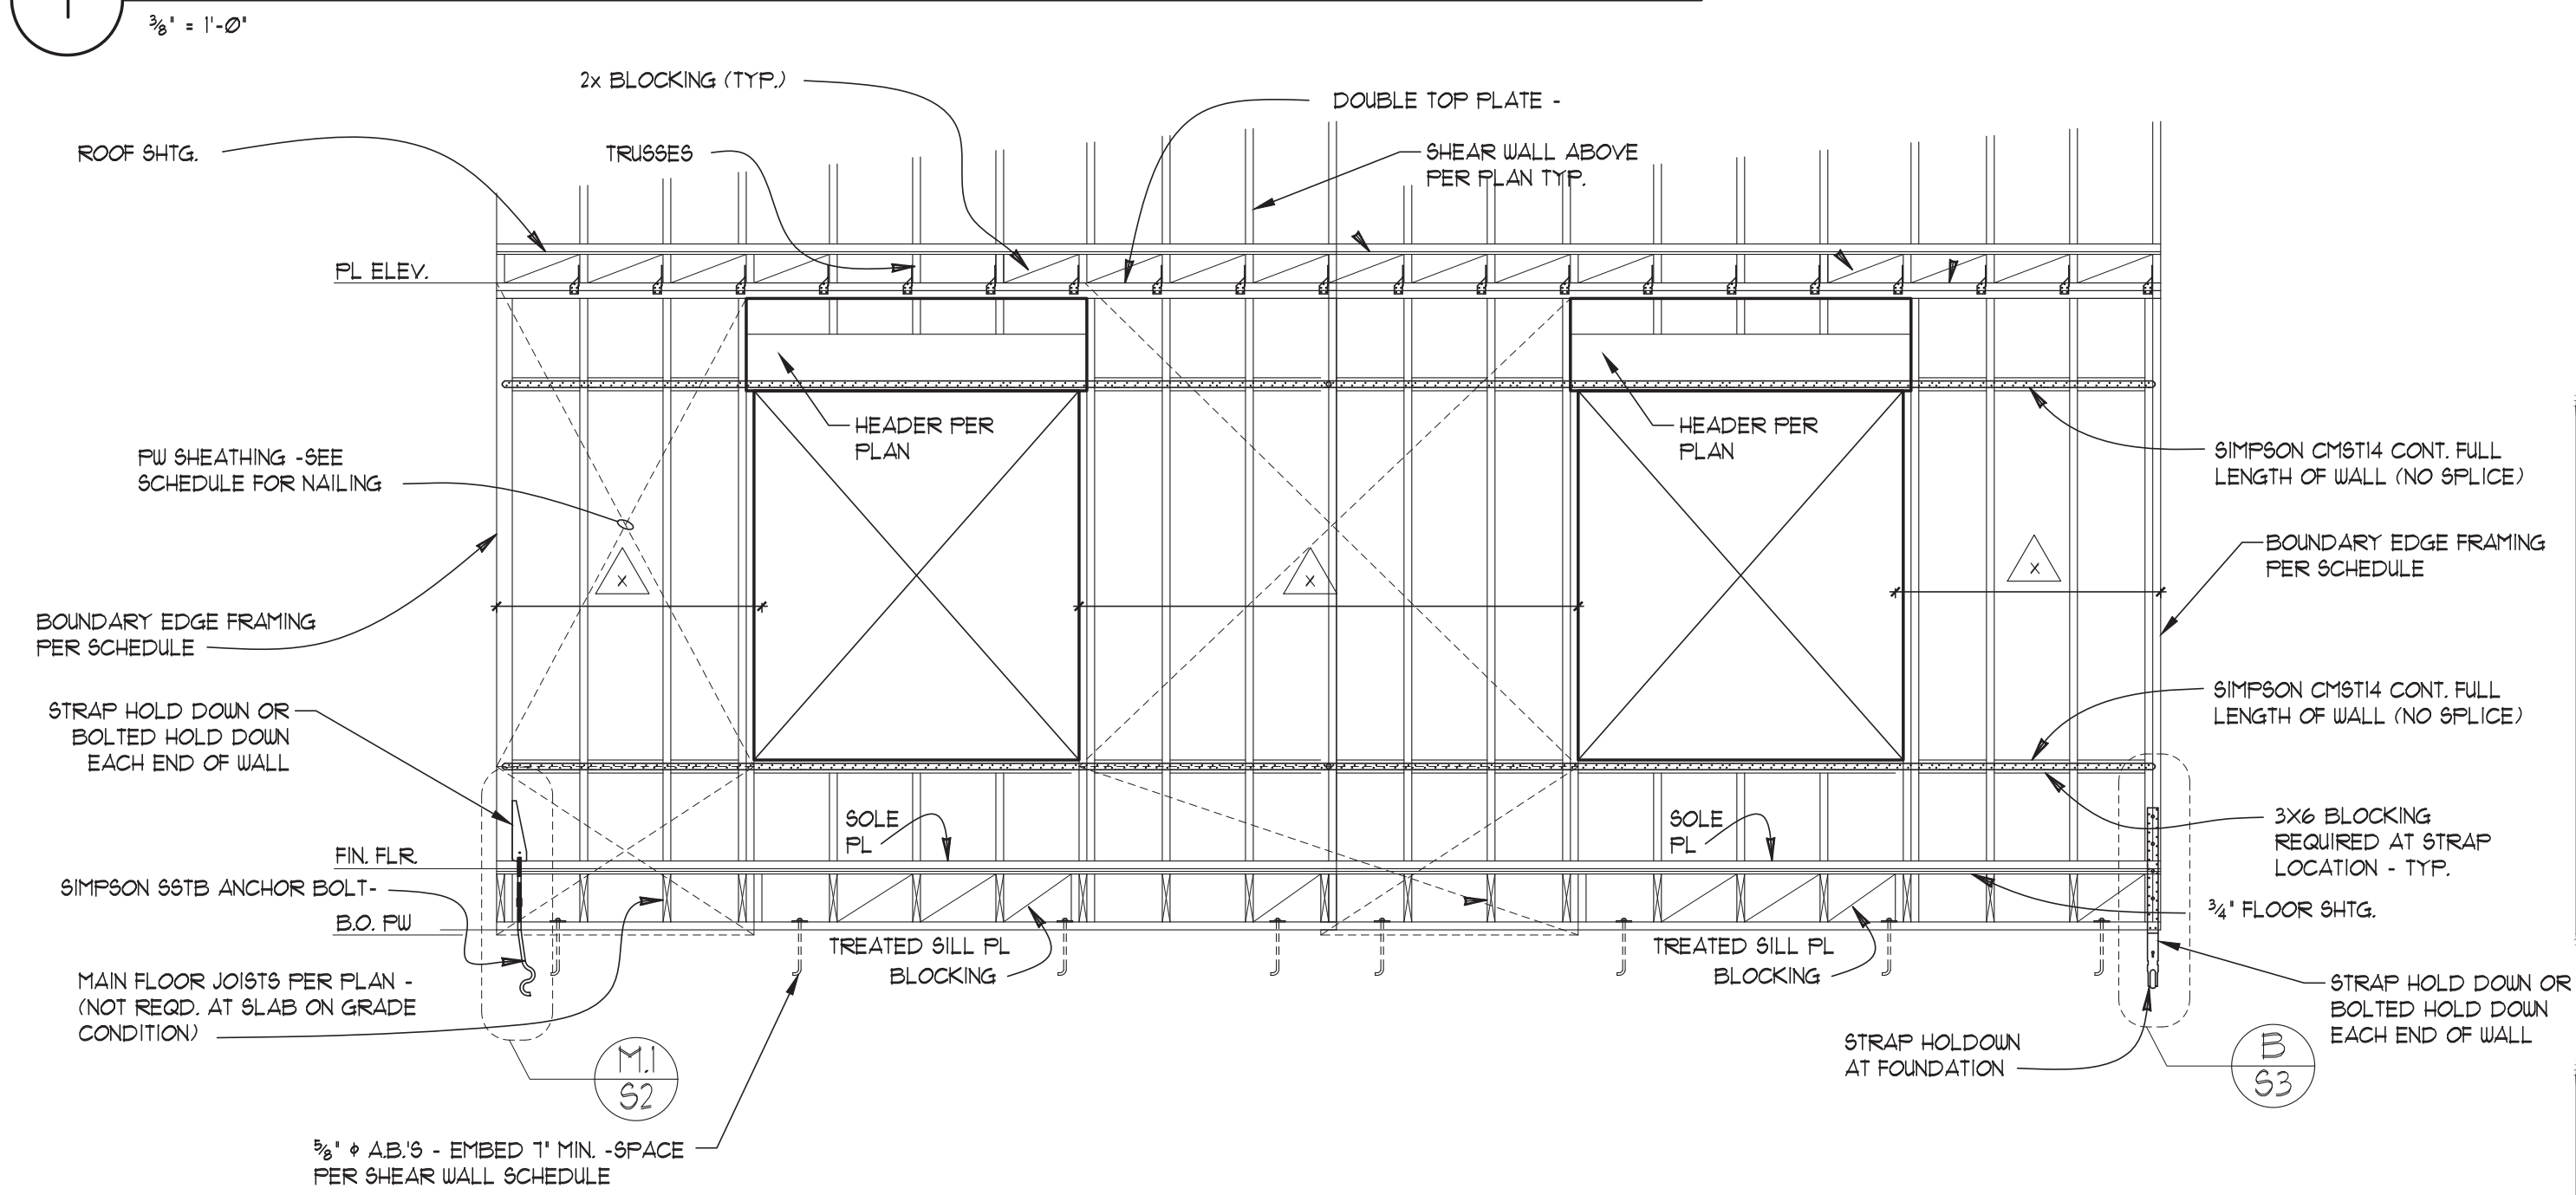 1
3/8" = 1'-Ø"
2x BLOCKING (TYP.)
DOUBLE TOP PLATE -
ROOF SHTG.
TRUSSES
SHEAR WALL ABOVE
PER PLAN TYP.
PL ELEV.
HEADER PER
PLAN
HEADER PER
PLAN
PW SHEATHING -SEE
SCHEDULE FOR NAILING
SIMPSON CMST14 CONT. FULL
LENGTH OF WALL (NO SPLICE)
X
X
X
BOUNDARY EDGE FRAMING
PER SCHEDULE
BOUNDARY EDGE FRAMING
PER SCHEDULE
STRAP HOLD DOWN OR
BOLTED HOLD DOWN
EACH END OF WALL
SIMPSON CMST14 CONT. FULL
LENGTH OF WALL (NO SPLICE)
SOLE
PL
SOLE
PL
3X6 BLOCKING
REQUIRED AT STRAP
LOCATION - TYP.
FIN. FLR.
SIMPSON SSTB ANCHOR BOLT-
3/4" FLOOR SHTG.
B.O. PW
TREATED SILL PL
BLOCKING
TREATED SILL PL
BLOCKING
MAIN FLOOR JOISTS PER PLAN -
(NOT REQD. AT SLAB ON GRADE
CONDITION)
STRAP HOLD DOWN OR
BOLTED HOLD DOWN
EACH END OF WALL
STRAP HOLDOWN
AT FOUNDATION
M.1
S2
B
S3
5/8" ɸ A.B.'S - EMBED 7" MIN. -SPACE
PER SHEAR WALL SCHEDULE